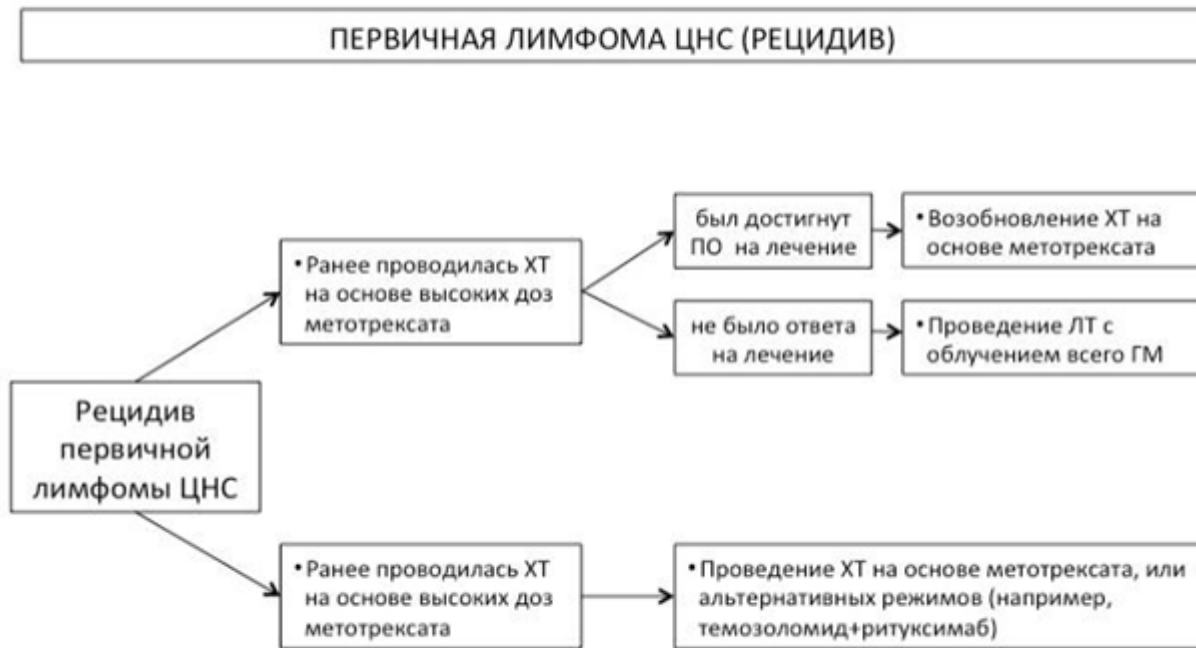 ПЕРВИЧНАЯ ЛИМФОМА ЦНС (РЕЦИДИВ)
был достигнут
ПО на лечение
• Возобновление ХТ на
основе метотрексата
• Ранее проводилась ХТ
на основе высоких доз
метотрексата
не было ответа
на лечение
• Проведение ЛТ с
облучением всего ГМ
Рецидив
первичной
лимфомы ЦНС
• Ранее проводилась ХТ
на основе высоких доз
метотрексата
• Проведение ХТ на основе метотрексата, или
альтернативных режимов (например,
темозоломид+ритуксимаб)